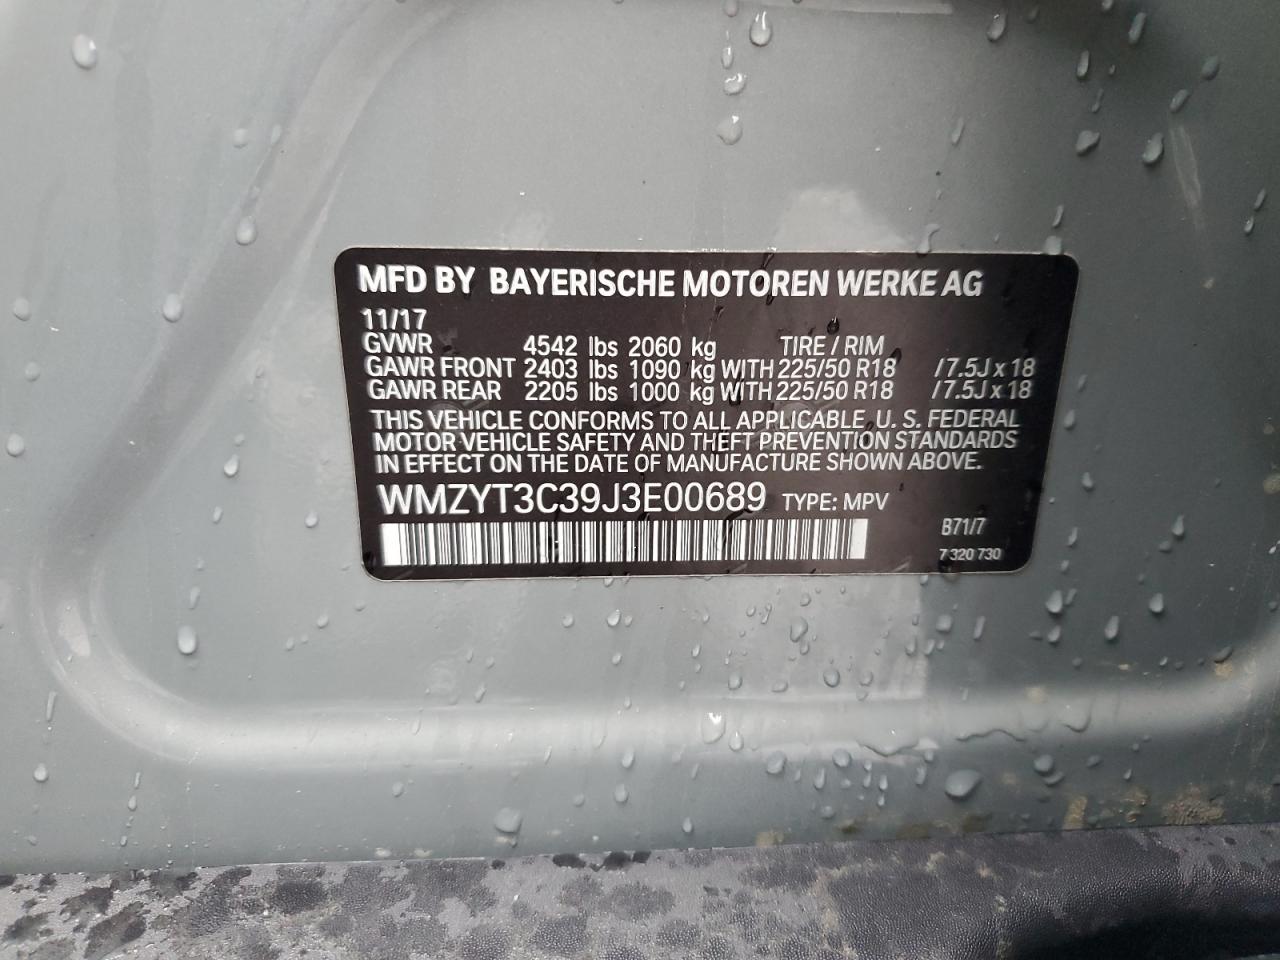 MFD BY BAYERISCHE MOTOREN WERKE AG
11/17
GVWR 4542 lbs 2060 kg TIRE / RIM
GAWR FRONT 2403 lbs 1090 kg WITH 225/50 R18 /7.5J x 18
GAWR REAR 2205 lbs 1000 kg WITH 225/50 R18 /7.5J x 18
THIS VEHICLE CONFORMS TO ALL APPLICABLE U. S. FEDERAL
MOTOR VEHICLE SAFETY AND THEFT PREVENTION STANDARDS
IN EFFECT ON THE DATE OF MANUFACTURE SHOWN ABOVE.
WMZYT3C39J3E00689 TYPE: MPV
B71/7
7 320 730